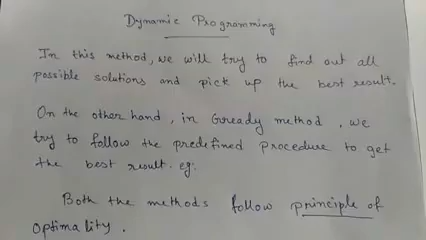 Dynamic Programming
In this method, we will try to find out all
possible solutions and pick up the best result.
On the other hand, in Gready method, we
try to follow the predefined procedure to get
the best result. eg:
Both the methods follow principle of
optimality.